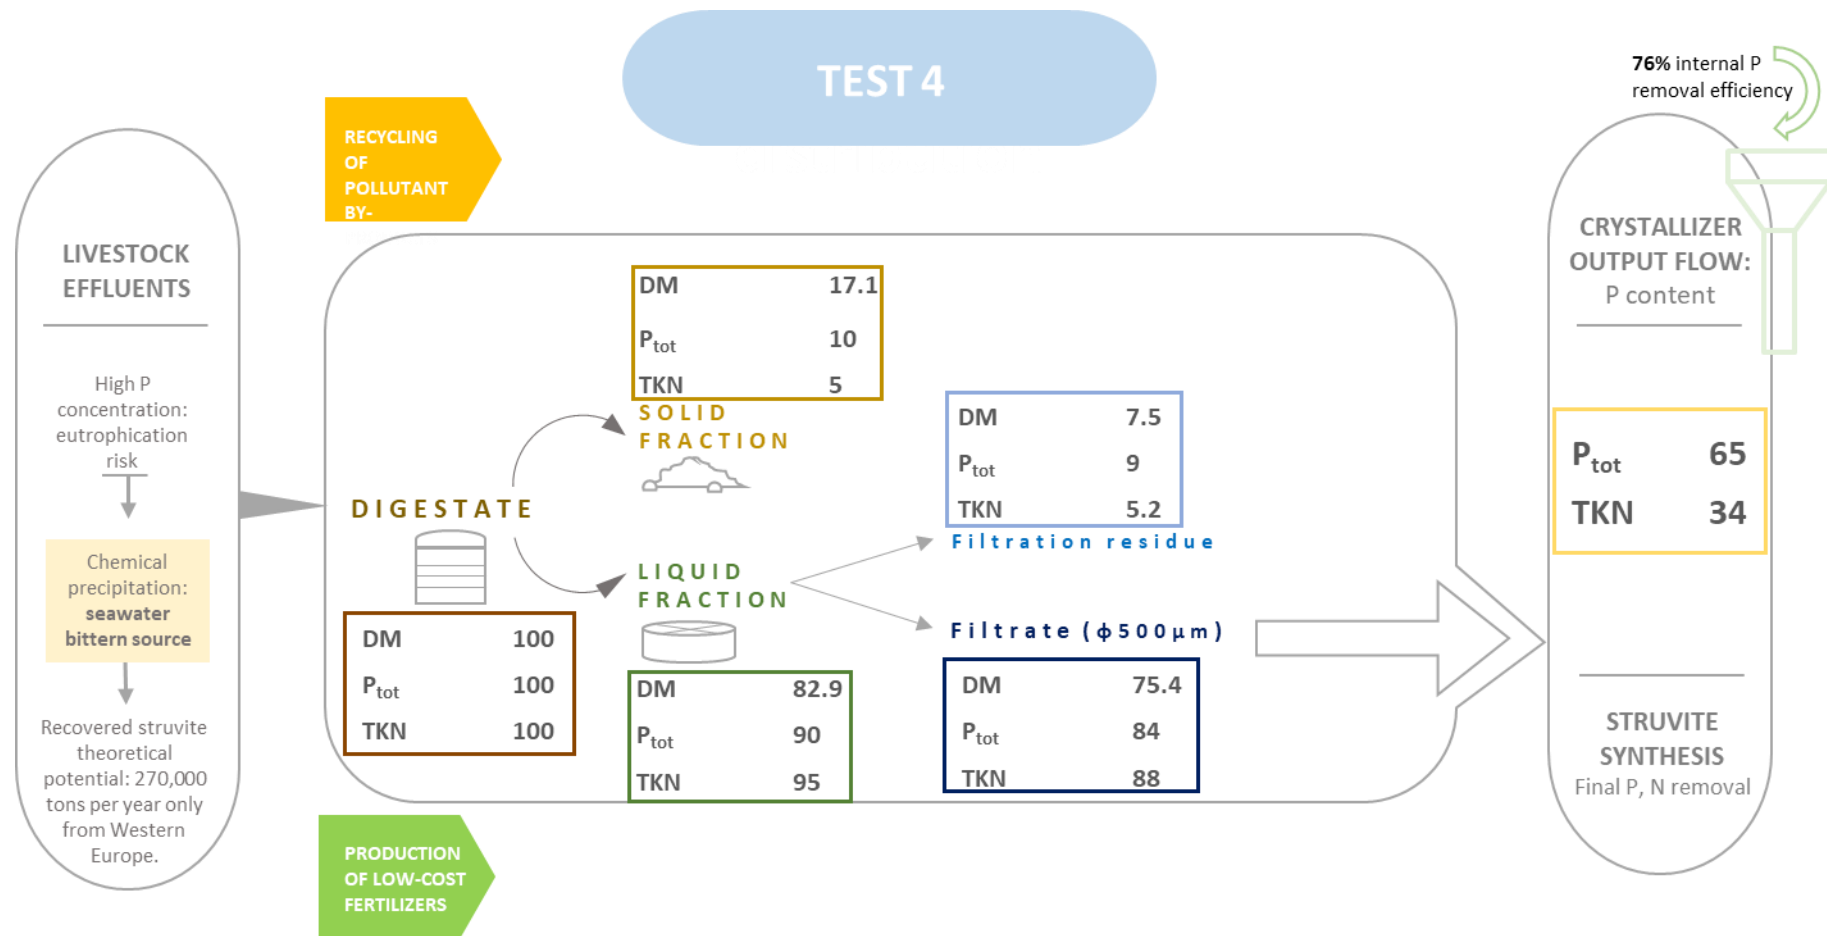 TEST 4
76% internal P
removal efficiency
RECYCLING
OF
POLLUTANT
BY-
LIVESTOCK
EFFLUENTS
High P
concentration:
eutrophication
risk
Chemical
precipitation:
seawater
bittern source
Recovered struvite
theoretical
potential: 270,000
tons per year only
from Western
Europe.
DIGESTATE
DM 100
Ptot 100
TKN 100
DM 17.1
Ptot 10
TKN 5
SOLID
FRACTION
LIQUID
FRACTION
DM 82.9
Ptot 90
TKN 95
DM 7.5
Ptot 9
TKN 5.2
Filtration residue
Filtrate (ϕ500µm)
DM 75.4
Ptot 84
TKN 88
PRODUCTION
OF LOW-COST
FERTILIZERS
CRYSTALLIZER
OUTPUT FLOW:
P content
Ptot 65
TKN 34
STRUVITE
SYNTHESIS
Final P, N removal